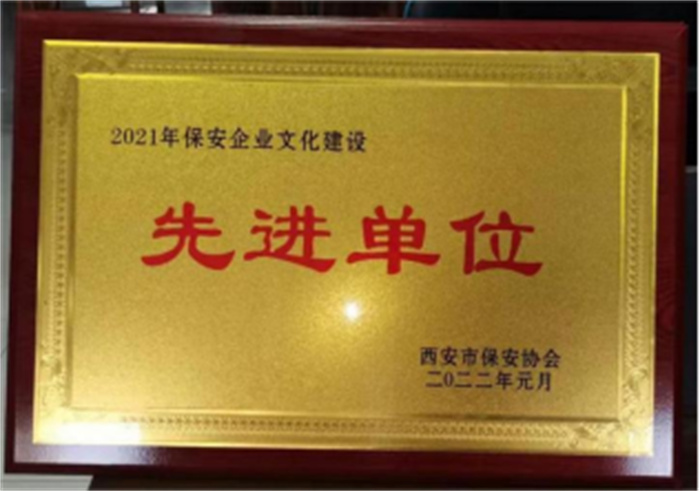 2021年保安企业文化建设
先进单位
西安市保安协会
二〇二二年元月